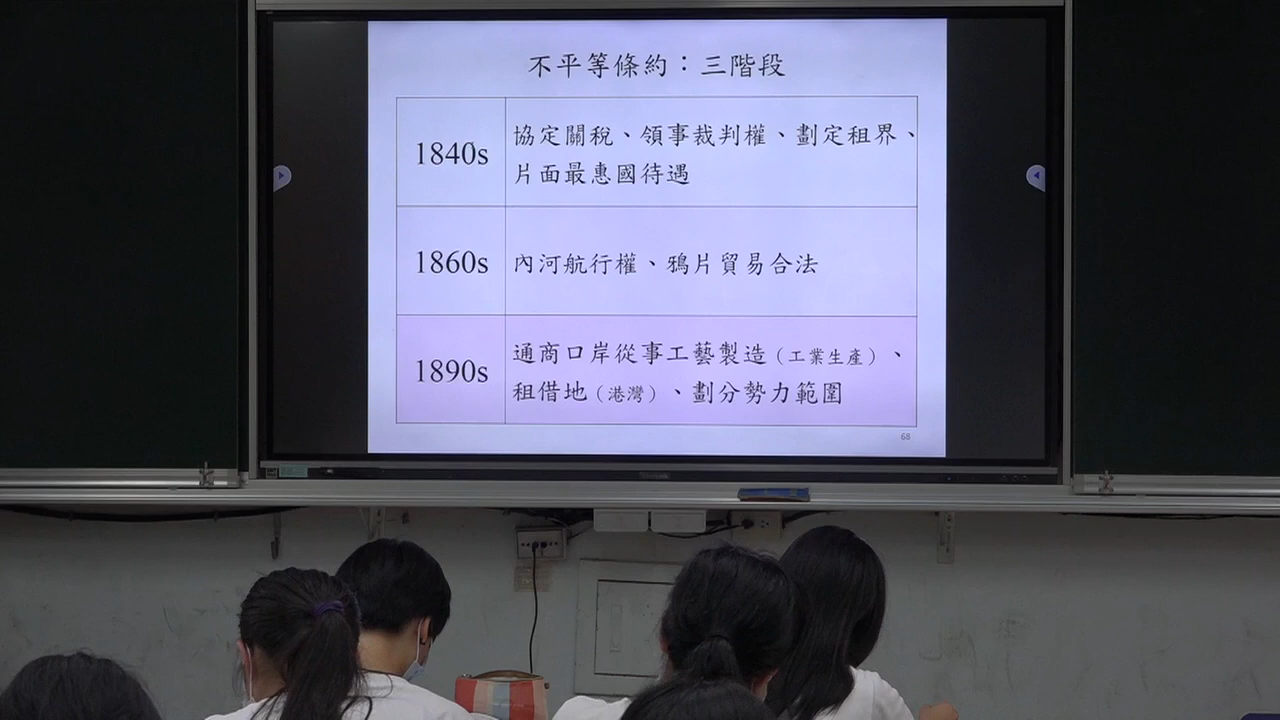 不平等條約：三階段
1840s
協定關稅、領事裁判權、劃定租界、
片面最惠國待遇
1860s
內河航行權、鴉片貿易合法
1890s
通商口岸從事工藝製造（工業生產）、
租借地（港灣）、劃分勢力範圍
68